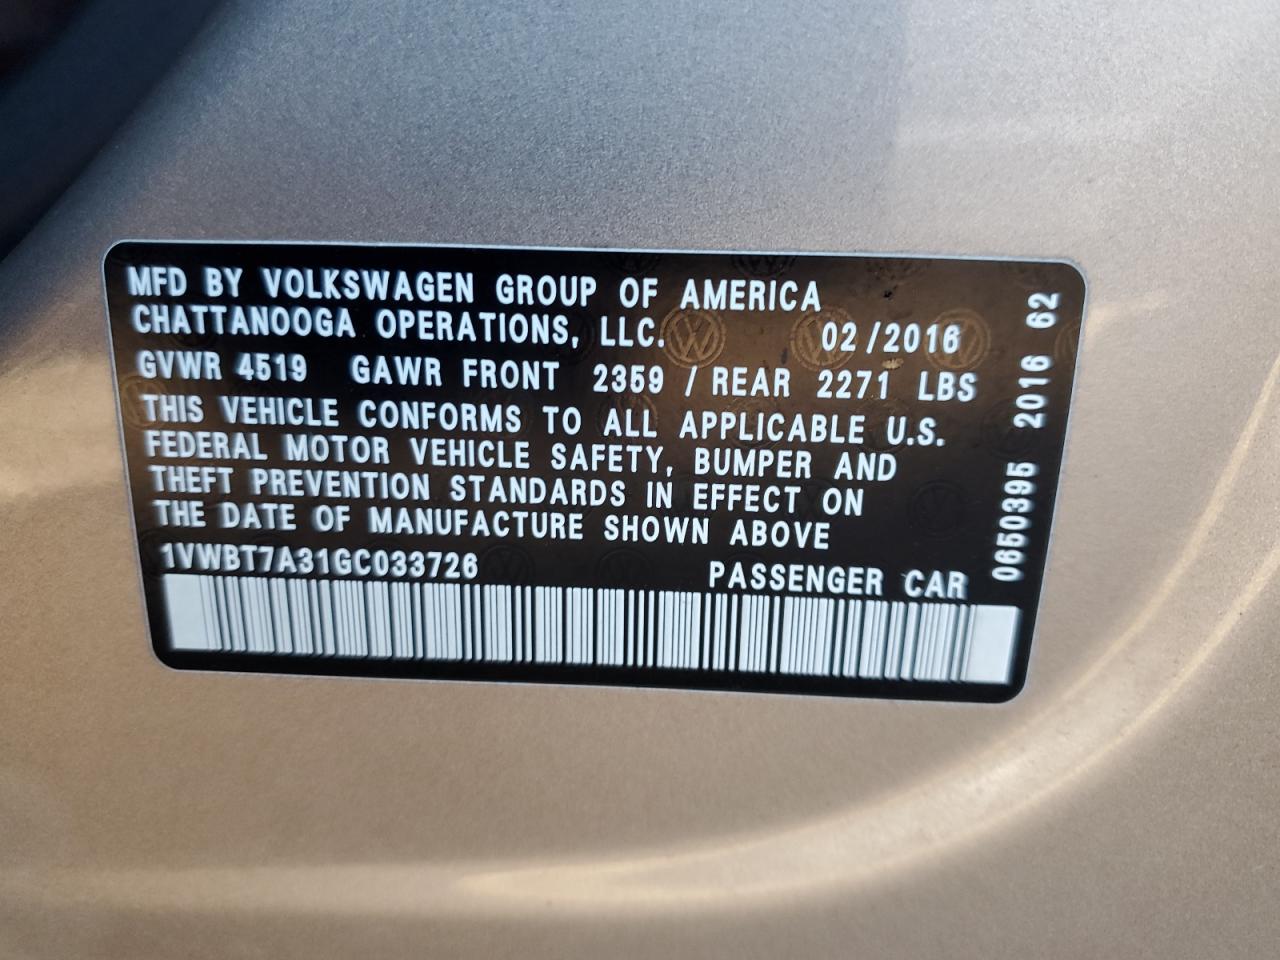 MFD BY VOLKSWAGEN GROUP OF AMERICA
CHATTANOOGA OPERATIONS, LLC. 02/2016
GVWR 4519 GAWR FRONT 2359 / REAR 2271 LBS
THIS VEHICLE CONFORMS TO ALL APPLICABLE U.S.
FEDERAL MOTOR VEHICLE SAFETY, BUMPER AND
THEFT PREVENTION STANDARDS IN EFFECT ON
THE DATE OF MANUFACTURE SHOWN ABOVE
1VWBT7A31GC033726 PASSENGER CAR
0650395 2016 62